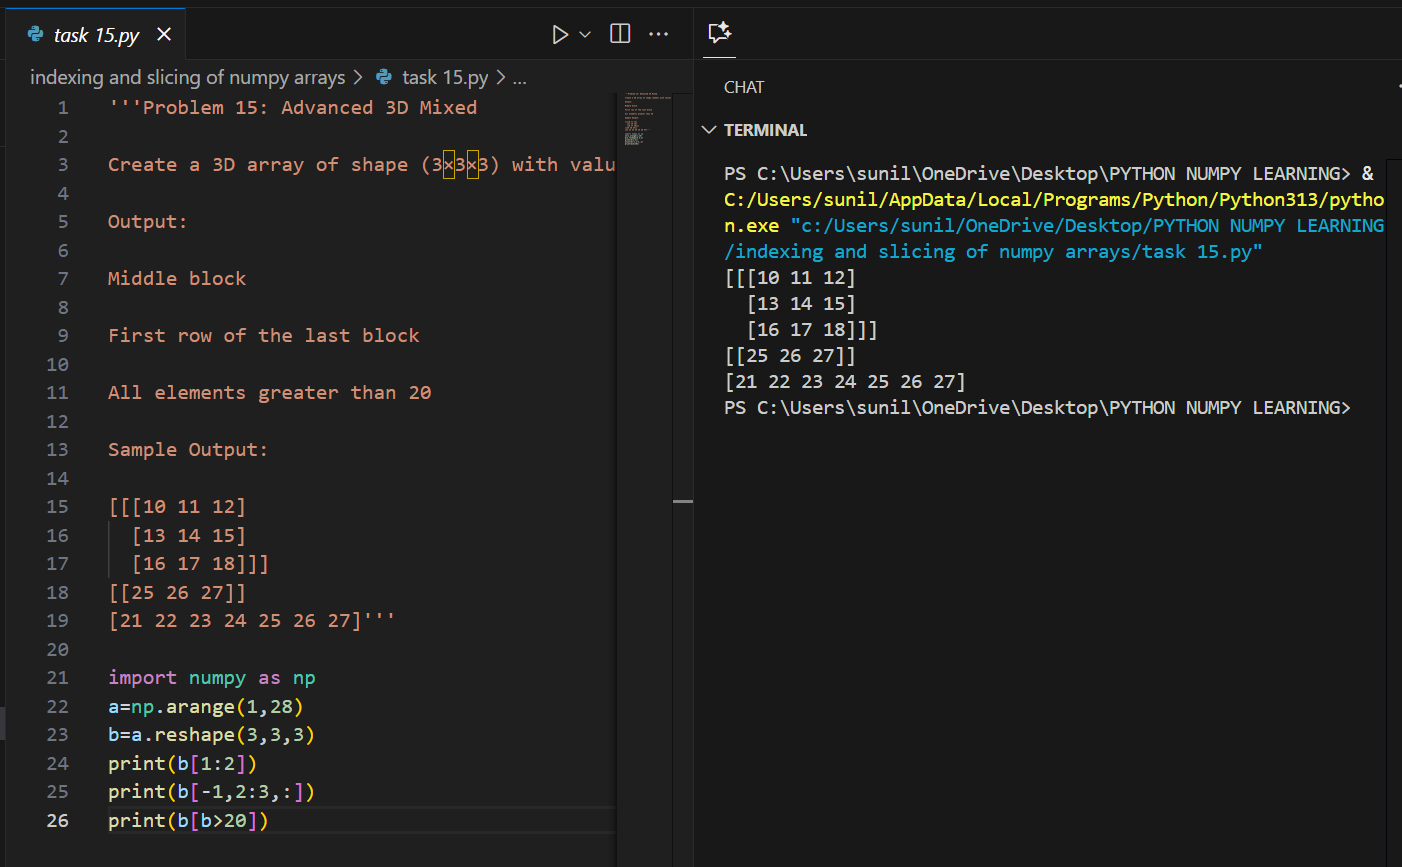 task 15.py
indexing and slicing of numpy arrays > task 15.py > ...
1 '''Problem 15: Advanced 3D Mixed
2
3 Create a 3D array of shape (3×3×3) with valu
4
5 Output:
6
7 Middle block
8
9 First row of the last block
10
11 All elements greater than 20
12
13 Sample Output:
14
15 [[[10 11 12]
16   [13 14 15]
17   [16 17 18]]]
18 [[25 26 27]]
19 [21 22 23 24 25 26 27]'''
20
21 import numpy as np
22 a=np.arange(1,28)
23 b=a.reshape(3,3,3)
24 print(b[1:2])
25 print(b[-1,2:3,:])
26 print(b[b>20])
CHAT
TERMINAL
PS C:\Users\sunil\OneDrive\Desktop\PYTHON NUMPY LEARNING> &
C:/Users/sunil/AppData/Local/Programs/Python/Python313/pytho
n.exe "c:/Users/sunil/OneDrive/Desktop/PYTHON NUMPY LEARNING
/indexing and slicing of numpy arrays/task 15.py"
[[[10 11 12]
  [13 14 15]
  [16 17 18]]]
[[25 26 27]]
[21 22 23 24 25 26 27]
PS C:\Users\sunil\OneDrive\Desktop\PYTHON NUMPY LEARNING>